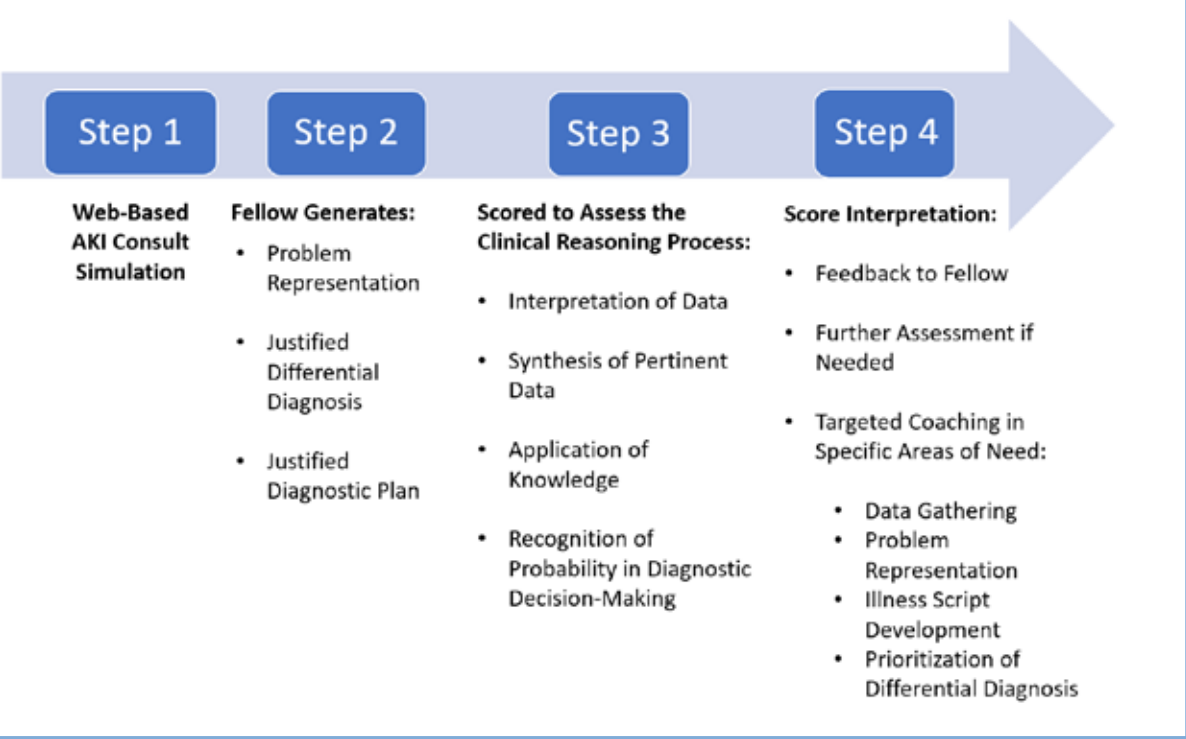 Step 1
Step 2
Step 3
Step 4
Web-Based
AKI Consult
Simulation
Fellow Generates:
• Problem
Representation
• Justified
Differential
Diagnosis
• Justified
Diagnostic Plan
Scored to Assess the
Clinical Reasoning Process:
• Interpretation of Data
• Synthesis of Pertinent
Data
• Application of
Knowledge
• Recognition of
Probability in Diagnostic
Decision-Making
Score Interpretation:
• Feedback to Fellow
• Further Assessment if
Needed
• Targeted Coaching in
Specific Areas of Need:
• Data Gathering
• Problem
Representation
• Illness Script
Development
• Prioritization of
Differential Diagnosis